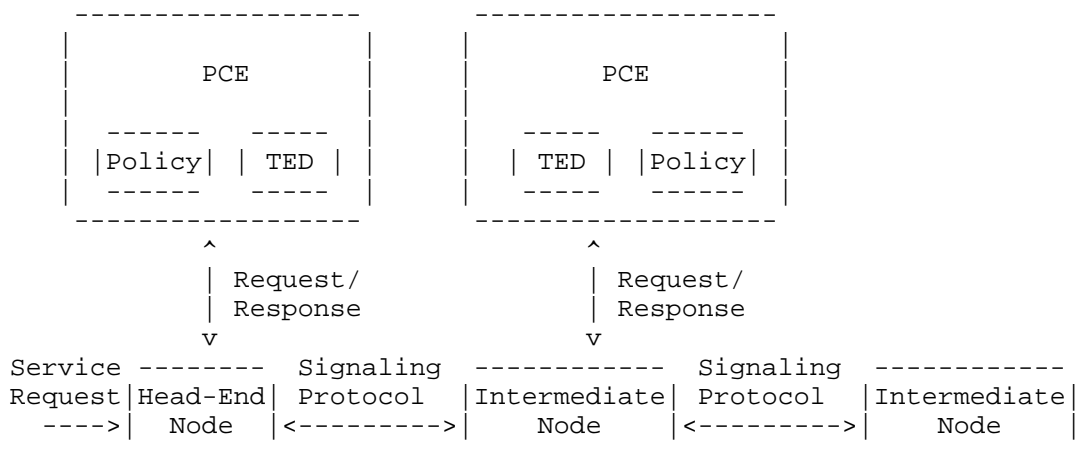 PCE PCE
|Policy| | TED | | TED | |Policy|
Request/ Request/
Response Response
Service Signaling Signaling
Request|Head-End| Protocol |Intermediate| Protocol |Intermediate|
---->| Node |<--------->| Node |<--------->| Node |